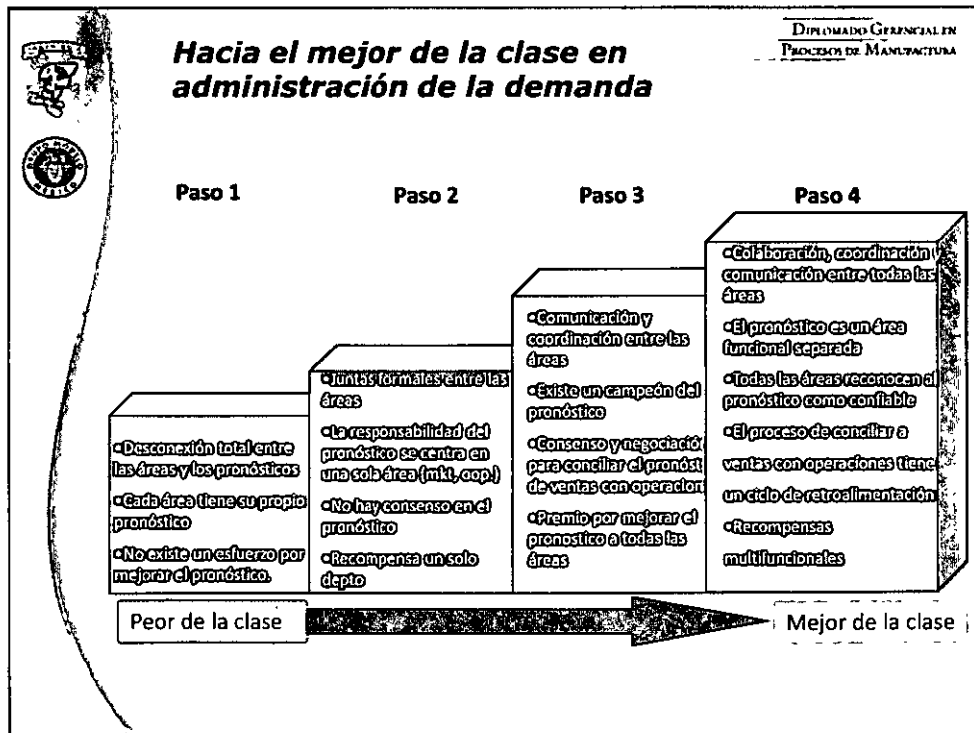 Hacia el mejor de la clase en
administración de la demanda
DIPLOMADO GERENCIAL EN
PROCESOS DE MANUFACTURA
GRUPO MODELO
MEXICO
Paso 1
•Desconexión total entre
las áreas y los pronósticos
•Cada área tiene su propio
pronóstico
•No existe un esfuerzo por
mejorar el pronóstico.
Paso 2
•Juntas formales entre las
áreas
•La responsabilidad del
pronóstico se centra en
una sola área (mkt, oop.)
•No hay consenso en el
pronóstico
•Recompensa un solo
depto
Paso 3
•Comunicación y
coordinación entre las
áreas
•Existe un campeón del
pronóstico
•Consenso y negociació
para conciliar el pronóst
de ventas con operacion
•Premio por mejorar el
pronostico a todas las
áreas
Paso 4
•Colaboración, coordinación
comunicación entre todas las
áreas
•El pronóstico es un área
funcional separada
•Todas las áreas reconocen al
pronóstico como confiable
•El proceso de conciliar a
ventas con operaciones tiene
un ciclo de retroalimentación
•Recompensas
multifuncionales
Peor de la clase
Mejor de la clase